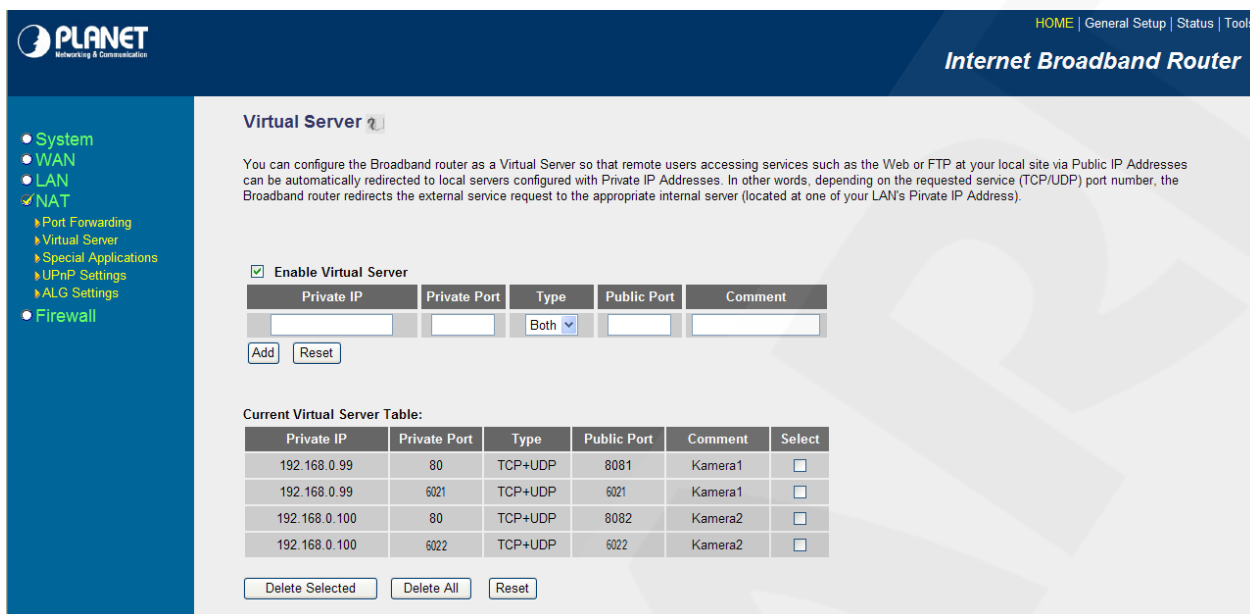 PLANET
Networking & Communication
HOME | General Setup | Status | Tools
Internet Broadband Router
System
WAN
LAN
NAT
Port Forwarding
Virtual Server
Special Applications
UPnP Settings
ALG Settings
Firewall
Virtual Server
You can configure the Broadband router as a Virtual Server so that remote users accessing services such as the Web or FTP at your local site via Public IP Addresses
can be automatically redirected to local servers configured with Private IP Addresses. In other words, depending on the requested service (TCP/UDP) port number, the
Broadband router redirects the external service request to the appropriate internal server (located at one of your LAN's Pirivate IP Address).
Enable Virtual Server
Private IP Private Port Type Public Port Comment
Both
Add Reset
Current Virtual Server Table:
Private IP Private Port Type Public Port Comment Select
192.168.0.99 80 TCP+UDP 8081 Kamera1
192.168.0.99 6021 TCP+UDP 6021 Kamera1
192.168.0.100 80 TCP+UDP 8082 Kamera2
192.168.0.100 6022 TCP+UDP 6022 Kamera2
Delete Selected Delete All Reset